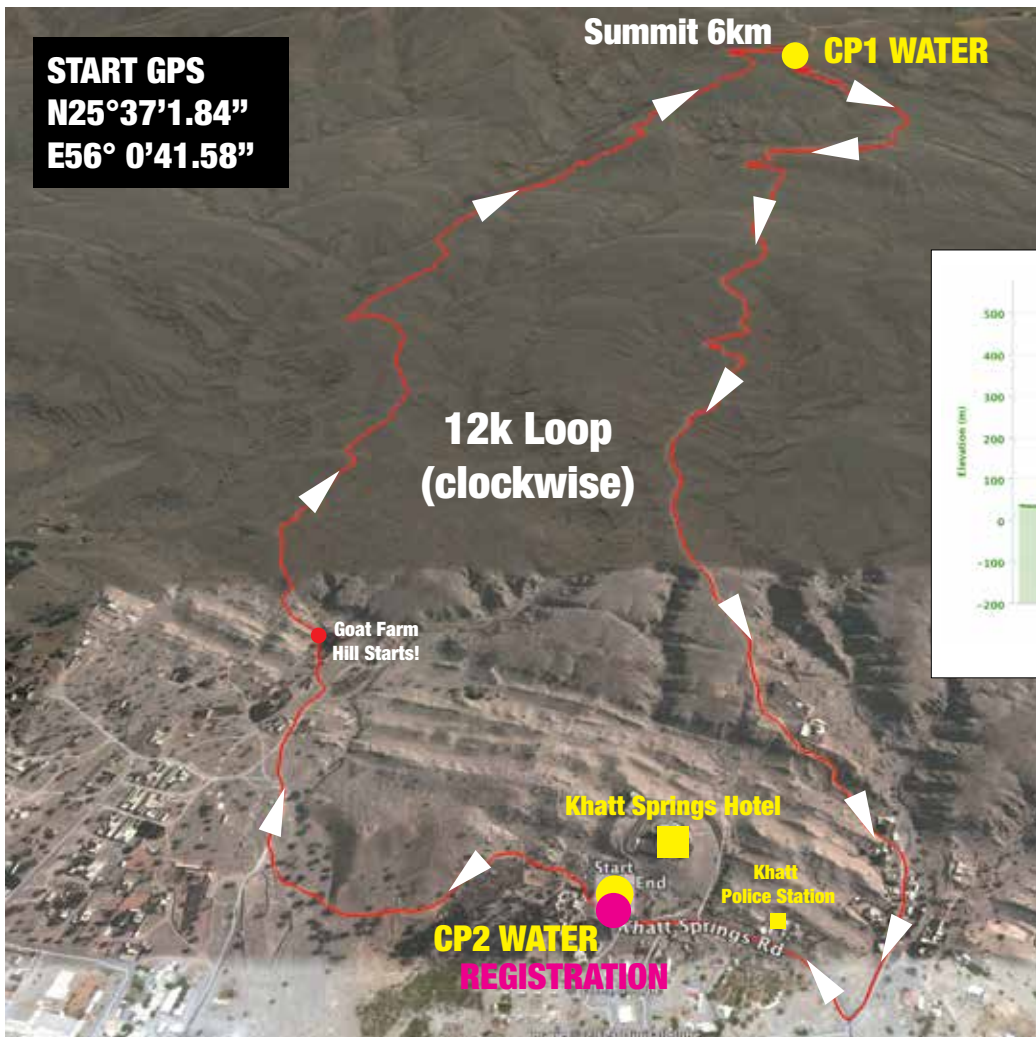 START GPS
N25°37’1.84”
E56° 0’41.58”
Summit 6km
CP1 WATER
12k Loop
(clockwise)
Elevation (m)
500
400
300
200
100
0
-100
-200
Goat Farm
Hill Starts!
Khatt Springs Hotel
Start
End
Khatt
Police Station
Khatt Springs Rd
CP2 WATER
REGISTRATION